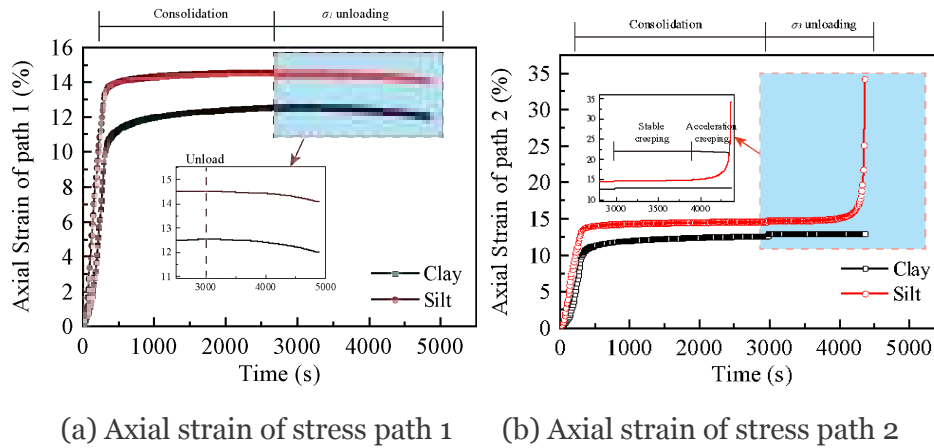 Consolidation
σ1 unloading
Axial Strain of path 1 (%)
16
14
12
10
8
6
4
2
0
Unload
15
14
13
12
11
3000
4000
5000
Clay
Silt
0
1000
2000
3000
4000
5000
Time (s)
(a) Axial strain of stress path 1
Consolidation
σ3 unloading
Axial Strain of path 2 (%)
35
30
25
20
15
10
5
0
35
30
25
20
15
10
Stable
creeping
Acceleration
creeping
3000
3500
4000
Clay
Silt
0
1000
2000
3000
4000
5000
Time (s)
(b) Axial strain of stress path 2